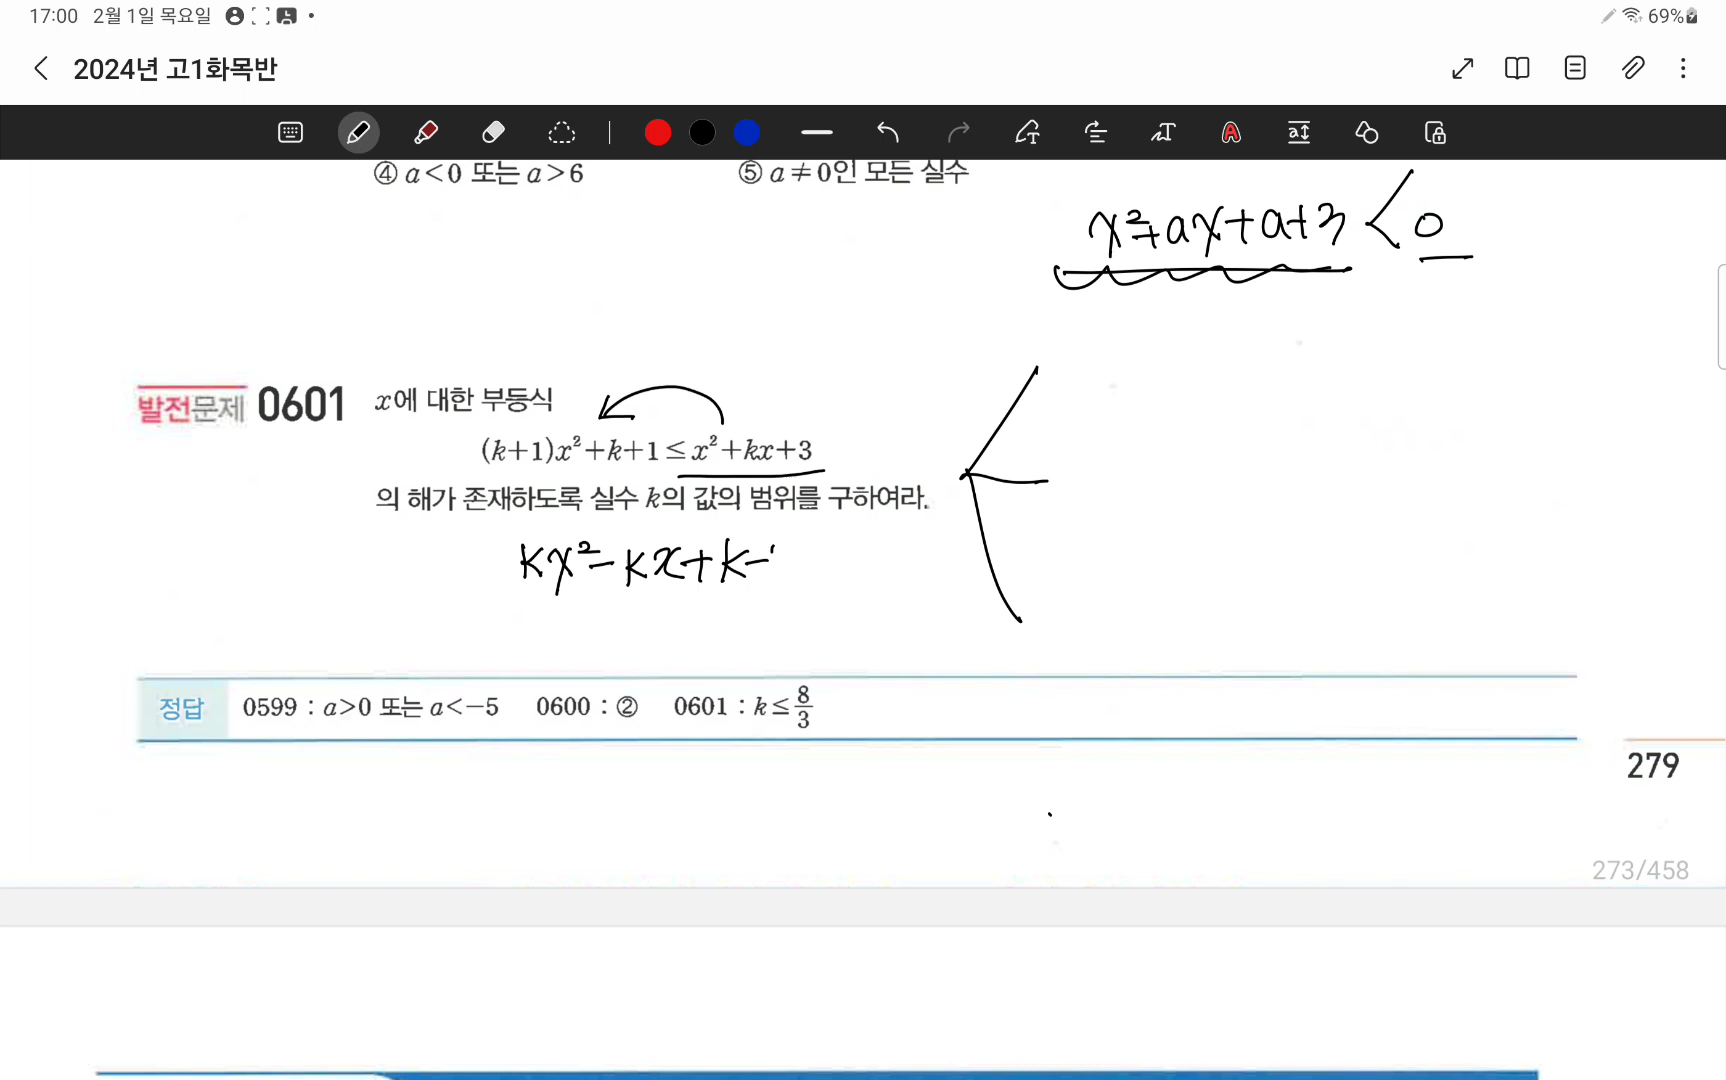 17:00 2월 1일 목요일
69%
2024년 고1화목반
④ a<0 또는 a>6 ⑤ a≠0인 모든 실수
x²+ax+a+3<0
발전문제 0601 x에 대한 부등식
(k+1)x²+k+1≤x²+kx+3
의 해가 존재하도록 실수 k의 값의 범위를 구하여라.
kx²-kx+k-
정답 0599 : a>0 또는 a<-5 0600 : ② 0601 : k≤8/3
279
273/458